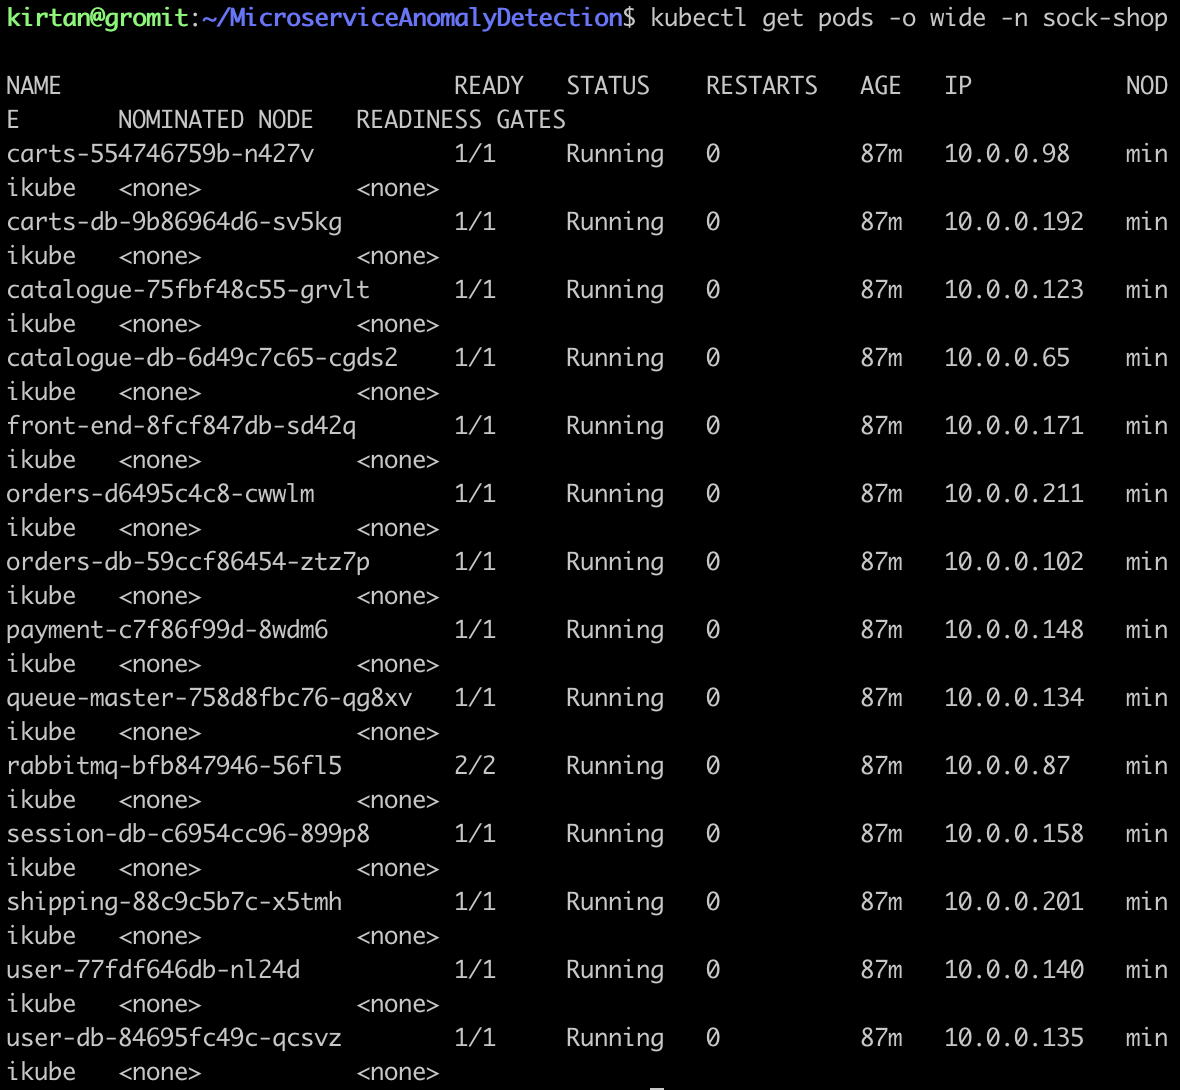 kirtan@gromit:~/MicroserviceAnomalyDetection$ kubectl get pods -o wide -n sock-shop
NAME                            READY   STATUS    RESTARTS   AGE   IP           NOD
E       NOMINATED NODE   READINESS GATES
carts-554746759b-n427v          1/1     Running   0          87m   10.0.0.98    min
ikube   <none>           <none>
carts-db-9b86964d6-sv5kg        1/1     Running   0          87m   10.0.0.192   min
ikube   <none>           <none>
catalogue-75fbf48c55-grvlt      1/1     Running   0          87m   10.0.0.123   min
ikube   <none>           <none>
catalogue-db-6d49c7c65-cgds2    1/1     Running   0          87m   10.0.0.65    min
ikube   <none>           <none>
front-end-8fcf847db-sd42q       1/1     Running   0          87m   10.0.0.171   min
ikube   <none>           <none>
orders-d6495c4c8-cwwlm          1/1     Running   0          87m   10.0.0.211   min
ikube   <none>           <none>
orders-db-59ccf86454-ztz7p      1/1     Running   0          87m   10.0.0.102   min
ikube   <none>           <none>
payment-c7f86f99d-8wdm6         1/1     Running   0          87m   10.0.0.148   min
ikube   <none>           <none>
queue-master-758d8fbc76-qg8xv   1/1     Running   0          87m   10.0.0.134   min
ikube   <none>           <none>
rabbitmq-bfb847946-56fl5        2/2     Running   0          87m   10.0.0.87    min
ikube   <none>           <none>
session-db-c6954cc96-899p8      1/1     Running   0          87m   10.0.0.158   min
ikube   <none>           <none>
shipping-88c9c5b7c-x5tmh        1/1     Running   0          87m   10.0.0.201   min
ikube   <none>           <none>
user-77fdf646db-nl24d           1/1     Running   0          87m   10.0.0.140   min
ikube   <none>           <none>
user-db-84695fc49c-qcsvz        1/1     Running   0          87m   10.0.0.135   min
ikube   <none>           <none>